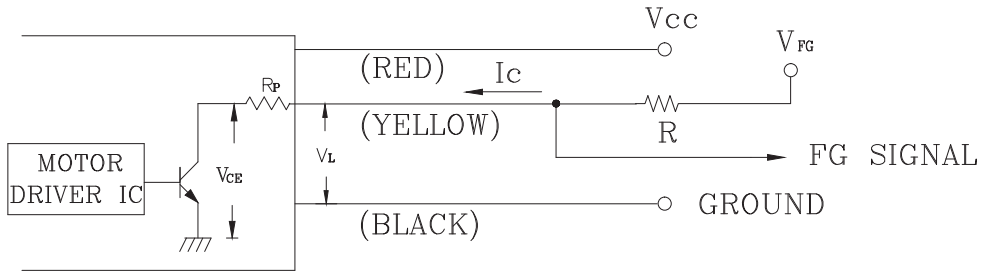 Vcc
VFG
(RED)
Ic
RP
(YELLOW)
R
VL
FG SIGNAL
MOTOR
DRIVER IC
VCE
GROUND
(BLACK)